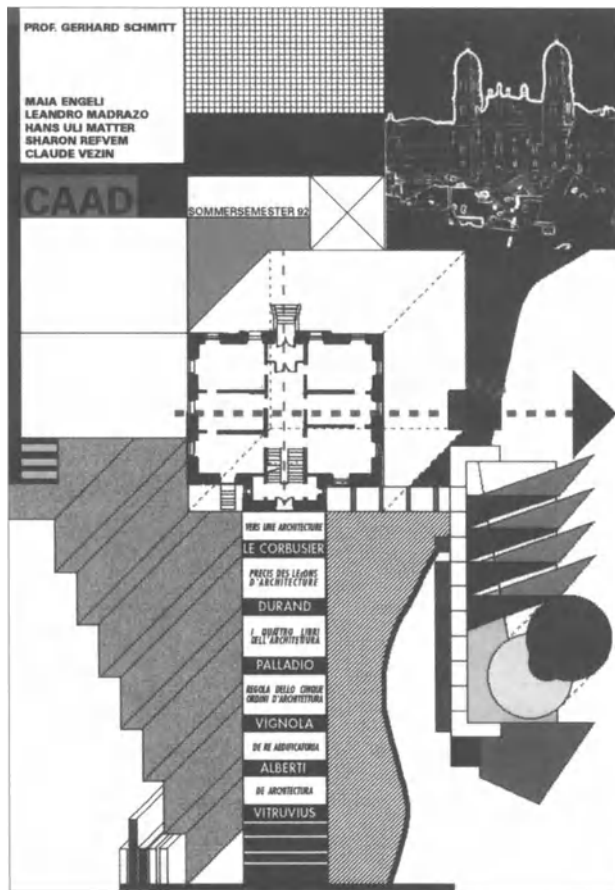 PROF. GERHARD SCHMITT
MAIA ENGELI
LEANDRO MADRAZO
HANS ULI MATTER
SHARON REFVEM
CLAUDE VEZIN
CAAD
SOMMERSEMESTER 92
VERS UNE ARCHITECTURE
LE CORBUSIER
PRECIS DES LEçONS
D'ARCHITECTURE
DURAND
I QUATTRO LIBRI
DELL'ARCHITETTURA
PALLADIO
REGOLA DELLO CINQUE
ORDINI D'ARCHITETTURA
VIGNOLA
DE RE AEDIFICATORIA
ALBERTI
DE ARCHITECTURA
VITRUVIUS